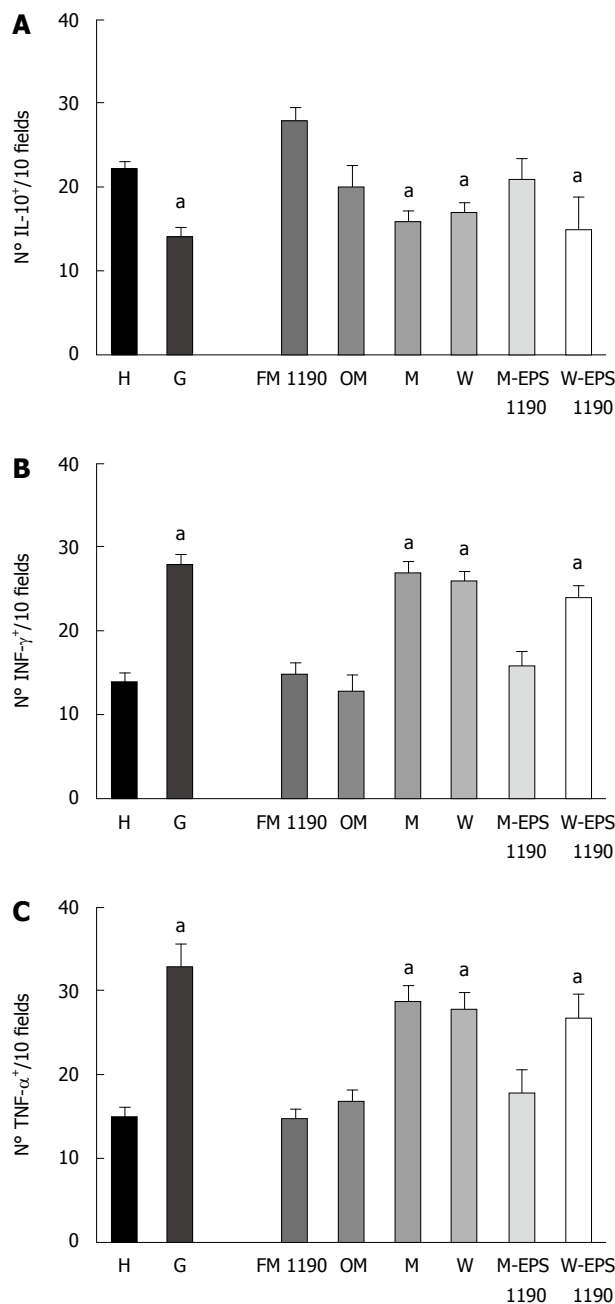 A
40
30
20
10
0
N° IL-10⁺/10 fields
a
a
a
a
H G FM 1190 OM M W M-EPS 1190 W-EPS 1190
B
40
30
20
10
0
N° INF-γ⁺/10 fields
a
a
a
a
H G FM 1190 OM M W M-EPS 1190 W-EPS 1190
C
40
30
20
10
0
N° TNF-α⁺/10 fields
a
a
a
a
H G FM 1190 OM M W M-EPS 1190 W-EPS 1190